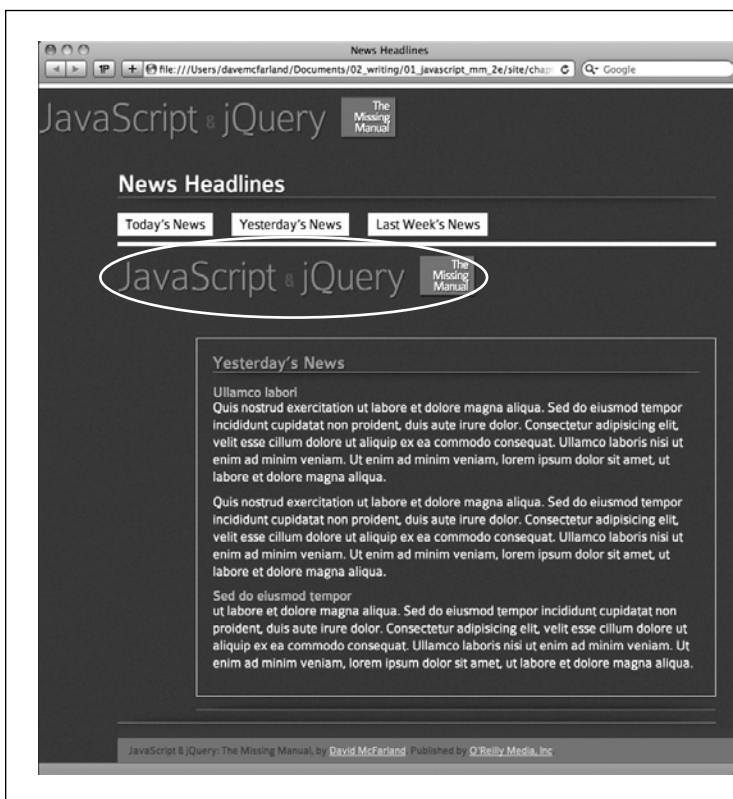 News Headlines
1P
+
file:///Users/davemcfarland/Documents/02_writing/01_javascript_mm_2e/site/chap
Google
JavaScript & jQuery
The
Missing
Manual
News Headlines
Today's News
Yesterday's News
Last Week's News
JavaScript & jQuery
The
Missing
Manual
Yesterday's News
Ullamco labori
Quis nostrud exercitation ut labore et dolore magna aliqua. Sed do eiusmod tempor
incididunt cupidatat non proident, duis aute irure dolor. Consectetur adipisicing elit,
velit esse cillum dolore ut aliquip ex ea commodo consequat. Ullamco laboris nisi ut
enim ad minim veniam. Ut enim ad minim veniam, lorem ipsum dolor sit amet, ut
labore et dolore magna aliqua.
Quis nostrud exercitation ut labore et dolore magna aliqua. Sed do eiusmod tempor
incididunt cupidatat non proident, duis aute irure dolor. Consectetur adipisicing elit,
velit esse cillum dolore ut aliquip ex ea commodo consequat. Ullamco laboris nisi ut
enim ad minim veniam. Ut enim ad minim veniam, lorem ipsum dolor sit amet, ut
labore et dolore magna aliqua.
Sed do eiusmod tempor
ut labore et dolore magna aliqua. Sed do eiusmod tempor incididunt cupidatat non
proident, duis aute irure dolor. Consectetur adipisicing elit, velit esse cillum dolore ut
aliquip ex ea commodo consequat. Ullamco laboris nisi ut enim ad minim veniam. Ut
enim ad minim veniam, lorem ipsum dolor sit amet, ut labore et dolore magna aliqua.
JavaScript & jQuery: The Missing Manual, by David McFarland. Published by O'Reilly Media, Inc